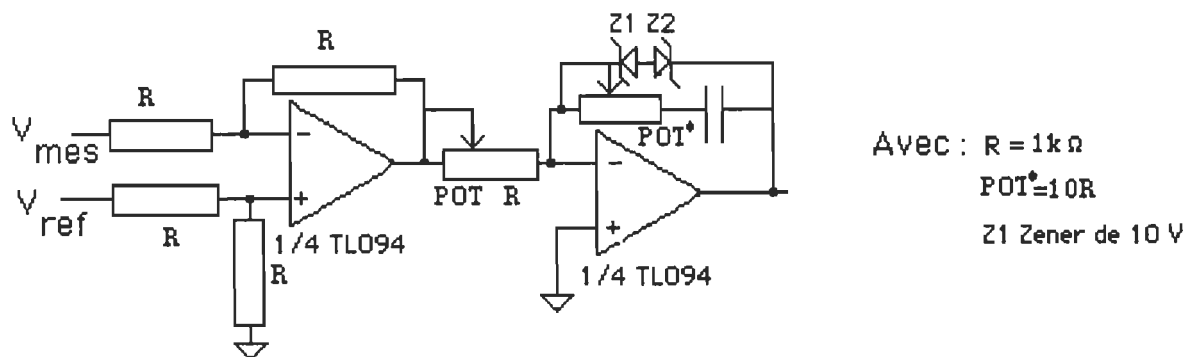 Z1 Z2
R
R
V mes
POT R
POT*
V ref
R
R
1/4 TL094
1/4 TL094
Avec : R = 1k Ω
POT*=10R
Z1 Zener de 10 V